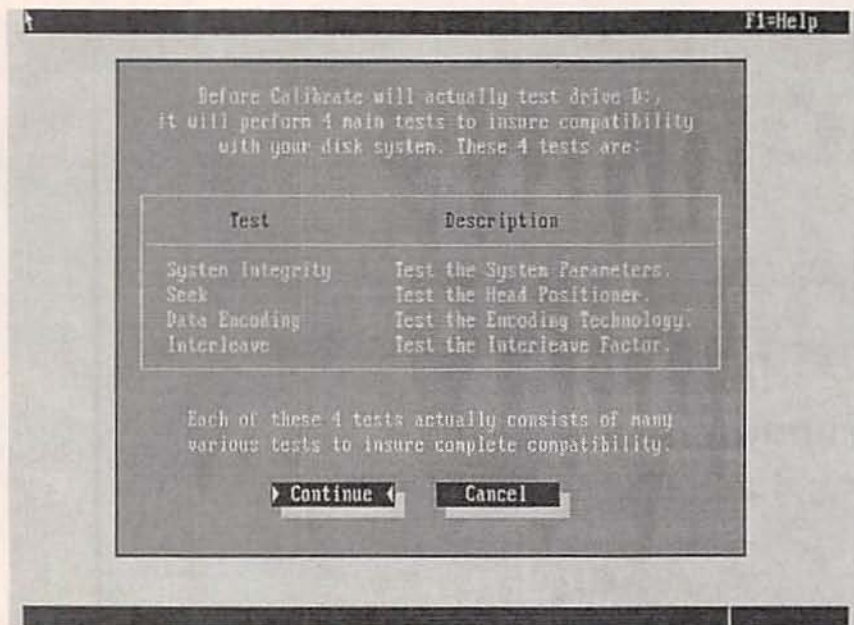 F1=Help
Before Calibrate will actually test drive D:,
it will perform 4 main tests to insure compatibility
with your disk system. These 4 tests are:
Test Description
System Integrity Test the System Parameters.
Seek Test the Head Positioner.
Data Encoding Test the Encoding Technology.
Interleave Test the Interleave Factor.
Each of these 4 tests actually consists of many
various tests to insure complete compatibility.
Continue Cancel